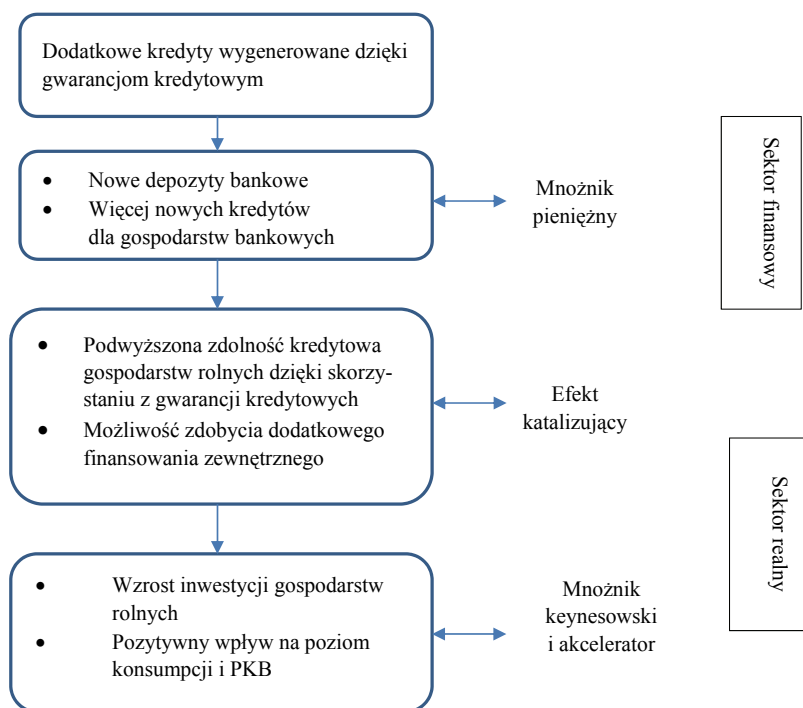 Dodatkowe kredyty wygenerowane dzięki
gwarancjom kredytowym
• Nowe depozyty bankowe
• Więcej nowych kredytów
dla gospodarstw bankowych
Mnożnik
pieniężny
Sektor finansowy
• Podwyższona zdolność kredytowa
gospodarstw rolnych dzięki skorzy-
staniu z gwarancji kredytowych
• Możliwość zdobycia dodatkowego
finansowania zewnętrznego
Efekt
katalizujący
Sektor realny
• Wzrost inwestycji gospodarstw
rolnych
• Pozytywny wpływ na poziom
konsumpcji i PKB
Mnożnik
keynesowski
i akcelerator